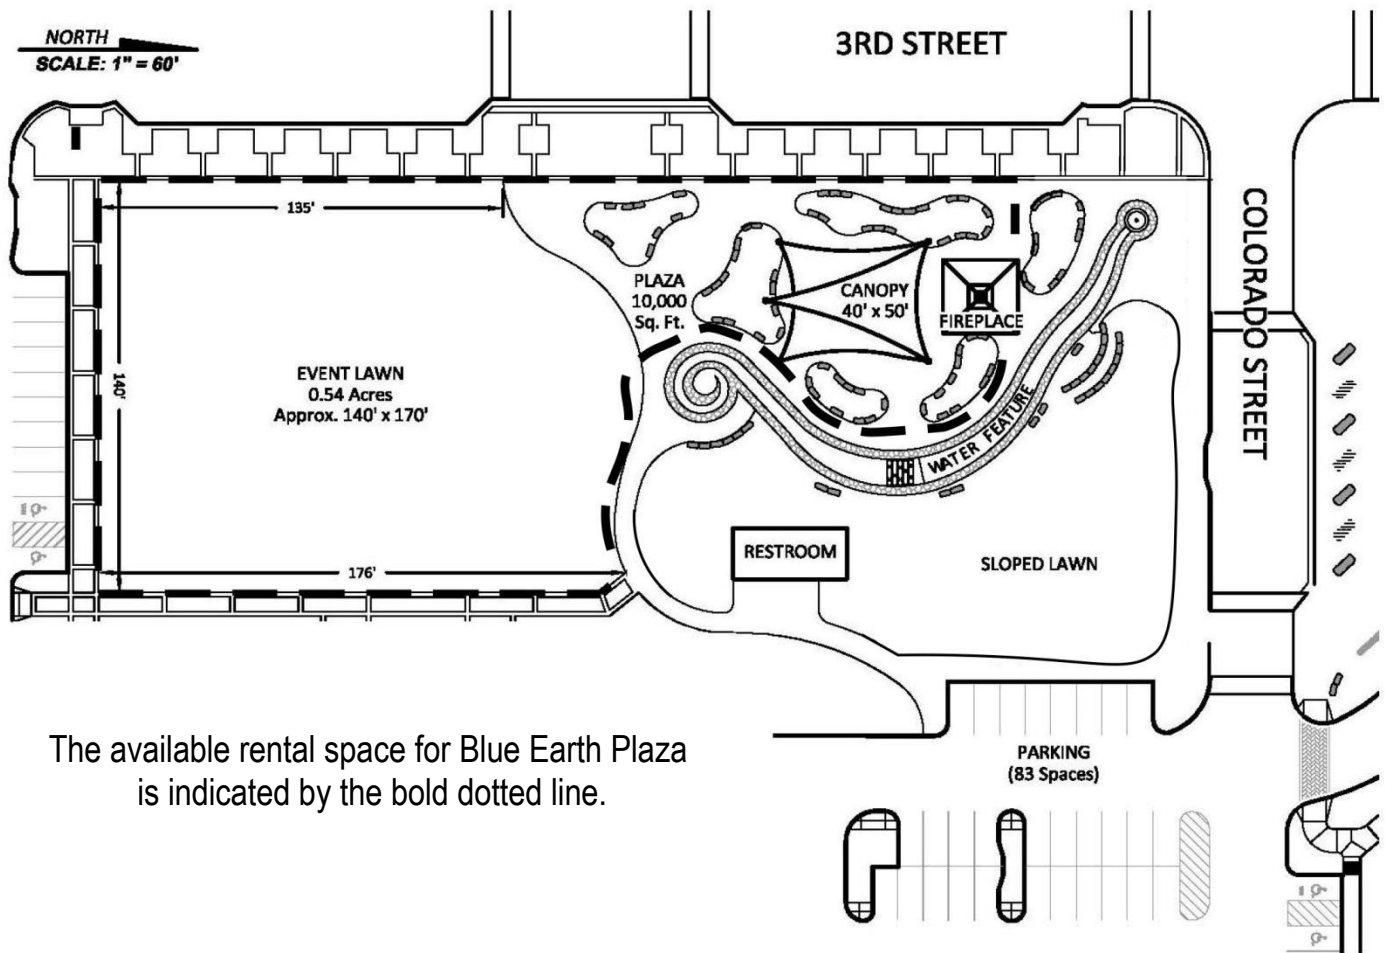 NORTH
SCALE: 1" = 60'
3RD STREET
COLORADO STREET
135'
140'
176'
EVENT LAWN
0.54 Acres
Approx. 140' x 170'
PLAZA
10,000
Sq. Ft.
CANOPY
40' x 50'
FIREPLACE
WATER FEATURE
RESTROOM
SLOPED LAWN
PARKING
(83 Spaces)
The available rental space for Blue Earth Plaza
is indicated by the bold dotted line.